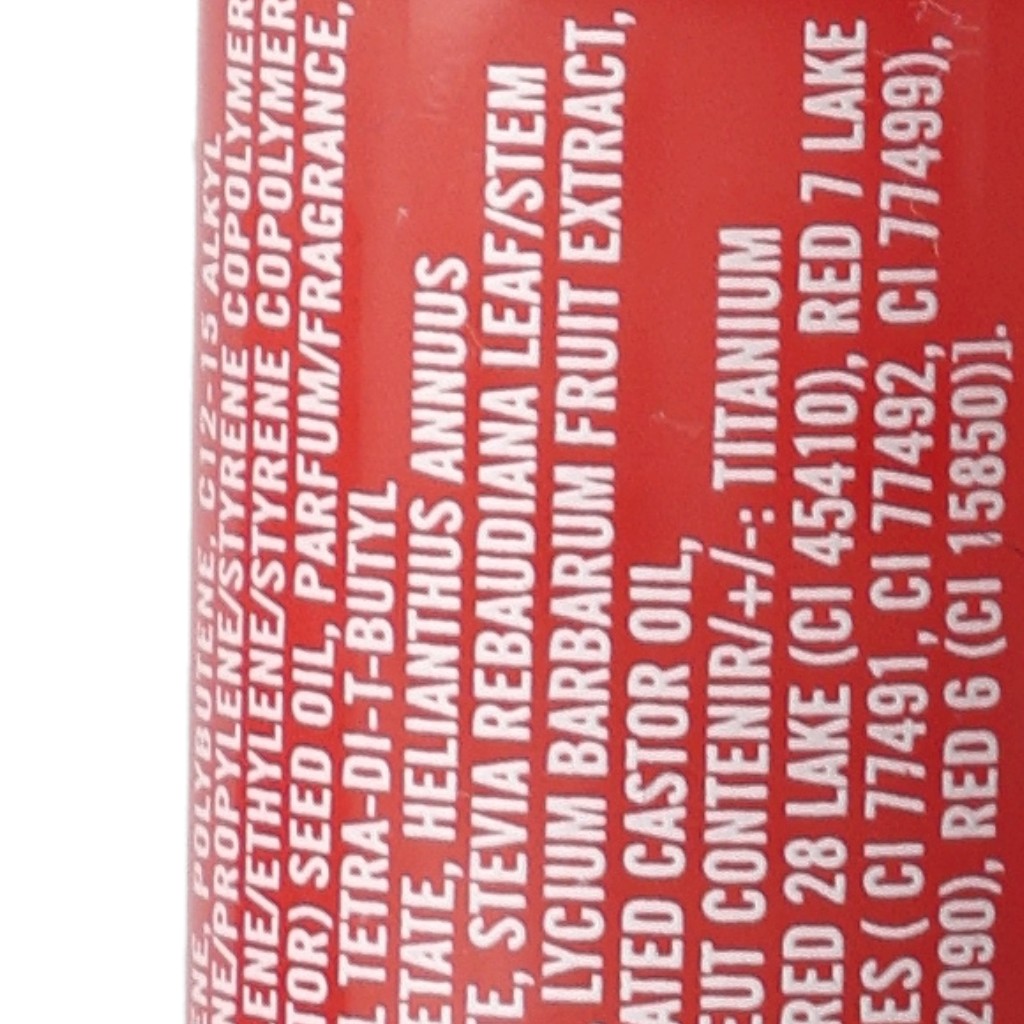 ENE, POLYBUTENE, C12-15 ALKYL
NE/PROPYLENE/STYRENE COPOLYMER
ENE/ETHYLENE/STYRENE COPOLYMER
TOR) SEED OIL, PARFUM/FRAGRANCE,
L TETRA-DI-T-BUTYL
ETATE, HELIANTHUS ANNUUS
TE, STEVIA REBAUDIANA LEAF/STEM
LYCIUM BARBARUM FRUIT EXTRACT,
ATED CASTOR OIL,
EUT CONTENIR/+/-: TITANIUM
RED 28 LAKE (CI 45410), RED 7 LAKE
ES ( CI 77491, CI 77492, CI 77499),
2090), RED 6 (CI 15850)].